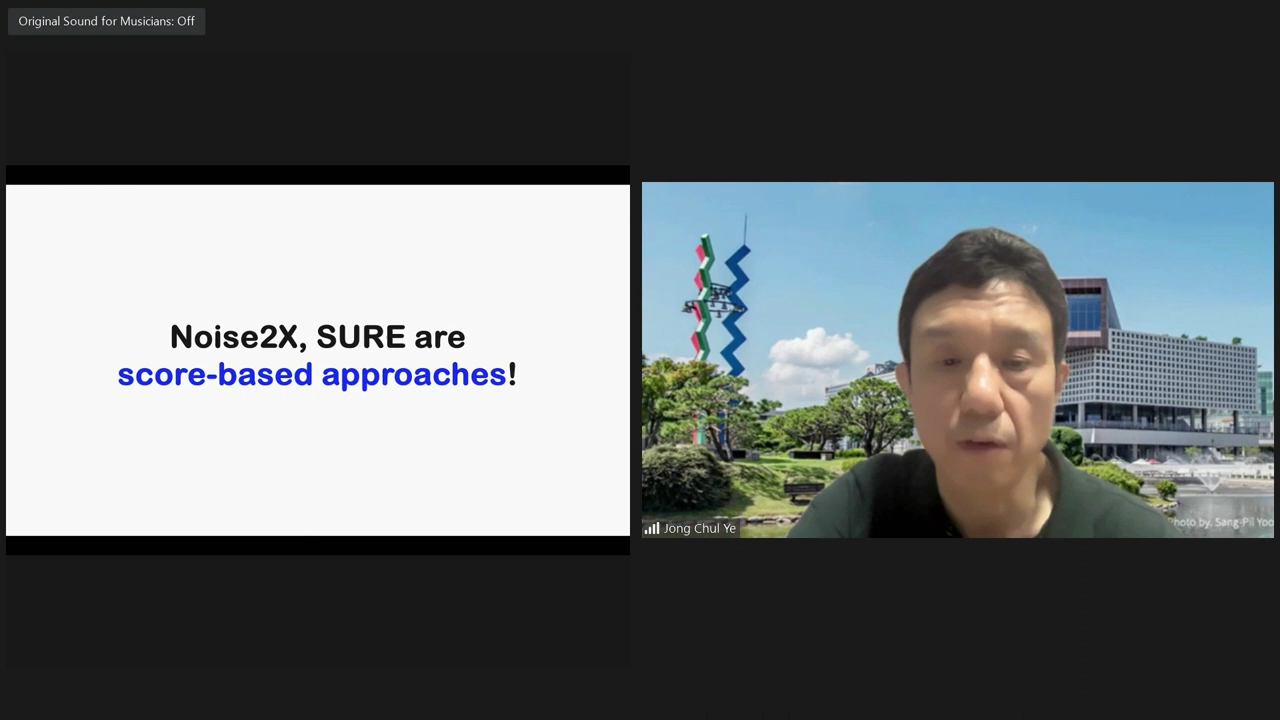 Original Sound for Musicians: Off
Noise2X, SURE are
score-based approaches!
Jong Chul Ye
Photo by. Sang-Pil Yoo